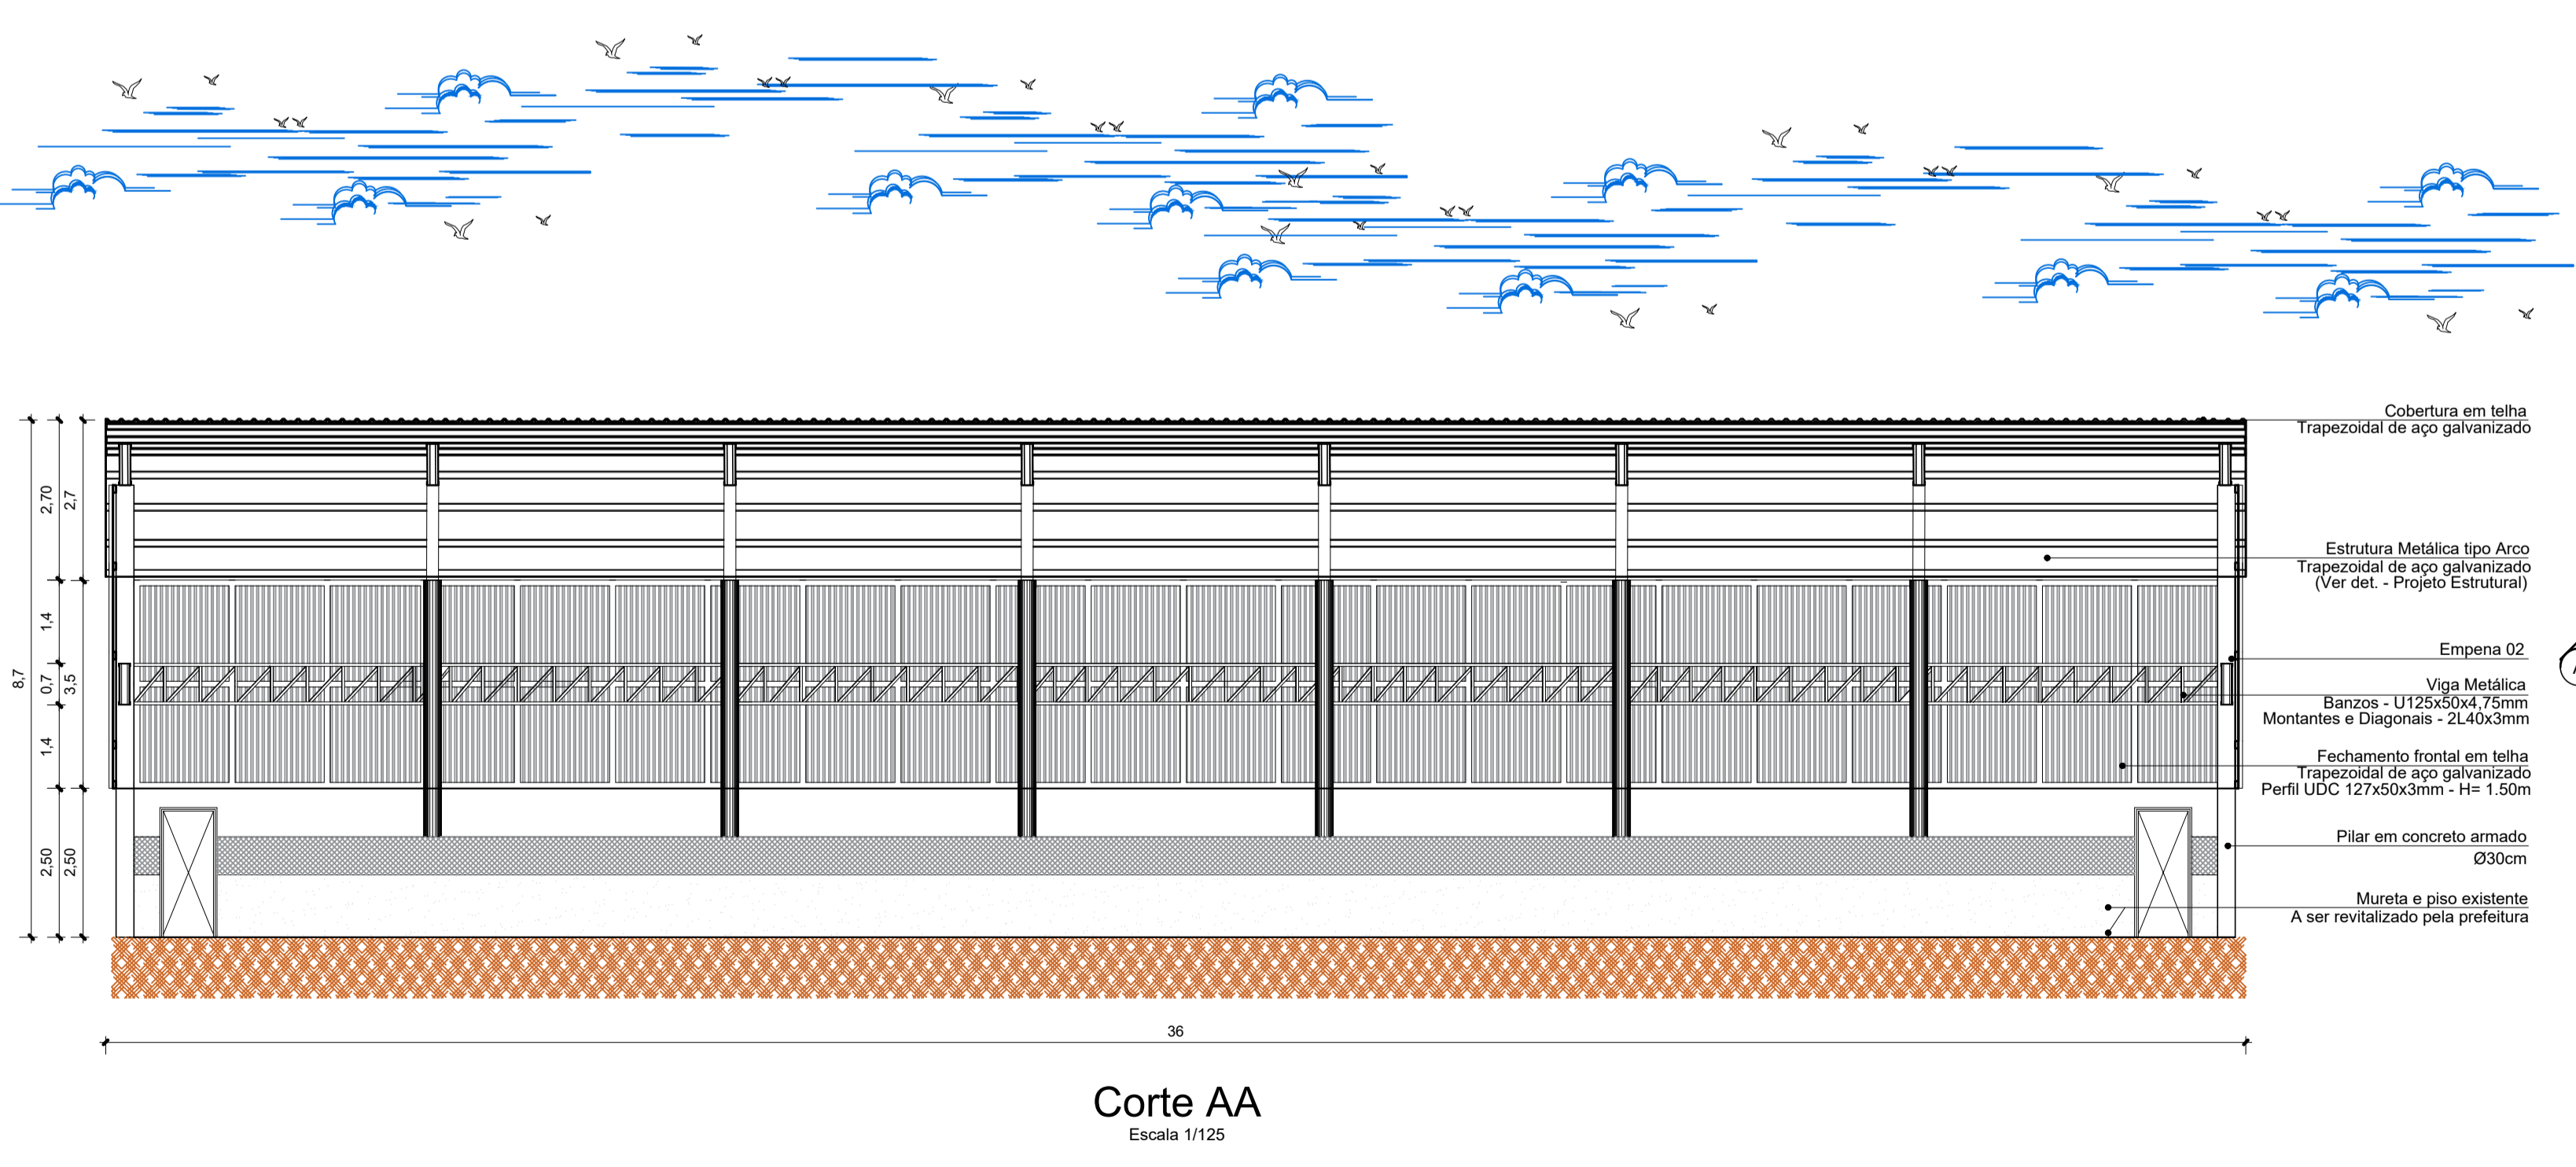 Cobertura em telha
Trapezoidal de aço galvanizado
Estrutura Metálica tipo Arco
Trapezoidal de aço galvanizado
(Ver det. - Projeto Estrutural)
Empena 02
Viga Metálica
Banzos - U125x50x4,75mm
Montantes e Diagonais - 2L40x3mm
Fechamento frontal em telha
Trapezoidal de aço galvanizado
Perfil UDC 127x50x3mm - H= 1.50m
Pilar em concreto armado
Ø30cm
Mureta e piso existente
A ser revitalizado pela prefeitura
8,7
2,70
1,4
0,7
1,4
2,50
2,7
3,5
2,50
36
Corte AA
Escala 1/125